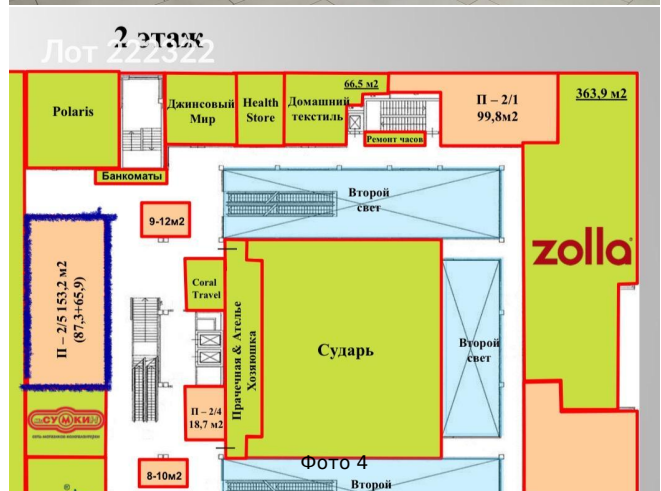 2 этаж
Лот 222322
66,5 м2
363,9 м2
Polaris
Джинсовый
Мир
Health
Store
Домашний
текстиль
П – 2/1
99,8м2
Ремонт часов
Банкоматы
Второй
свет
9-12м2
zolla
П – 2/5 153,2 м2
(87,3+65,9)
Coral
Travel
Прачечная & Ателье
Хозяюшка
Сударь
Второй
свет
П – 2/4
18,7 м2
СУМКИН
Фото 4
8-10м2
Второй